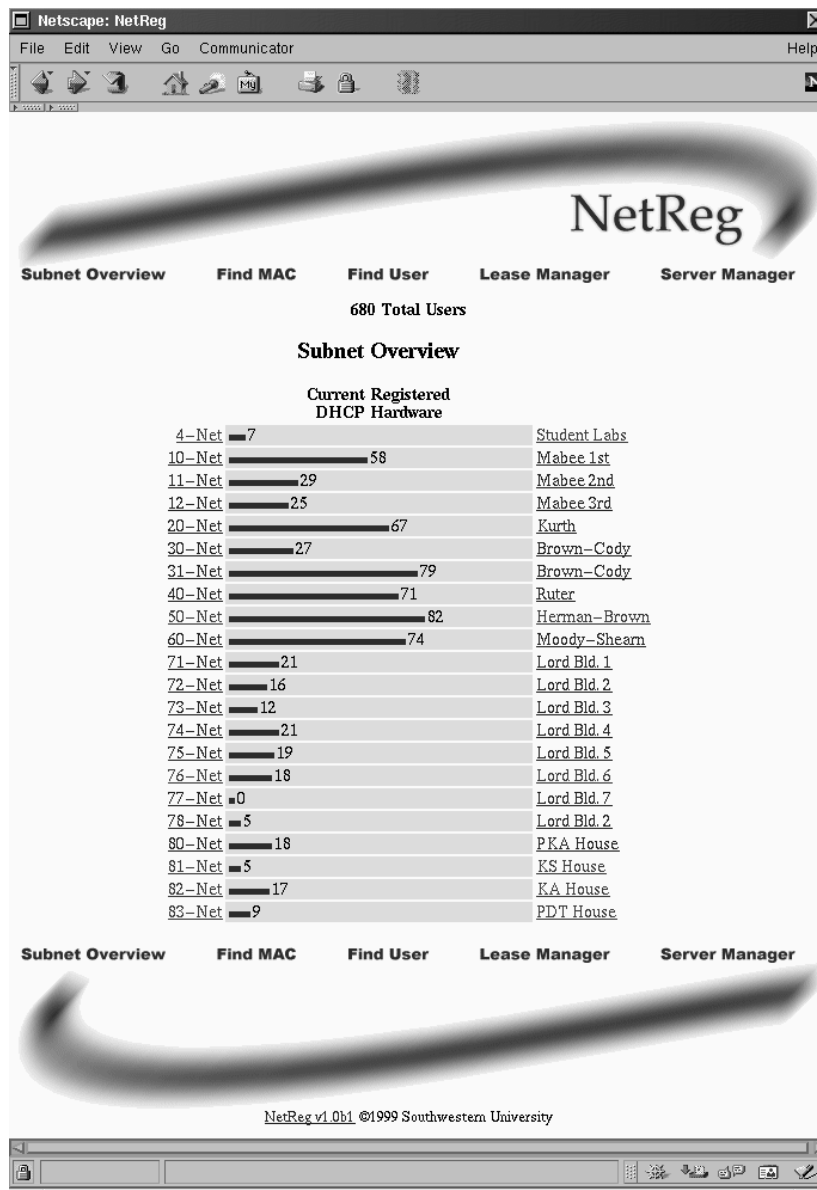 Netscape: NetReg
File Edit View Go Communicator Help
My
N
NetReg
Subnet Overview Find MAC Find User Lease Manager Server Manager
680 Total Users
Subnet Overview
Current Registered
DHCP Hardware
4-Net 7 Student Labs
10-Net 58 Mabee 1st
11-Net 29 Mabee 2nd
12-Net 25 Mabee 3rd
20-Net 67 Kurth
30-Net 27 Brown-Cody
31-Net 79 Brown-Cody
40-Net 71 Ruter
50-Net 82 Herman-Brown
60-Net 74 Moody-Shearn
71-Net 21 Lord Bld. 1
72-Net 16 Lord Bld. 2
73-Net 12 Lord Bld. 3
74-Net 21 Lord Bld. 4
75-Net 19 Lord Bld. 5
76-Net 18 Lord Bld. 6
77-Net 0 Lord Bld. 7
78-Net 5 Lord Bld. 2
80-Net 18 PKA House
81-Net 5 KS House
82-Net 17 KA House
83-Net 9 PDT House
Subnet Overview Find MAC Find User Lease Manager Server Manager
NetReg v1.0b1 ©1999 Southwestern University